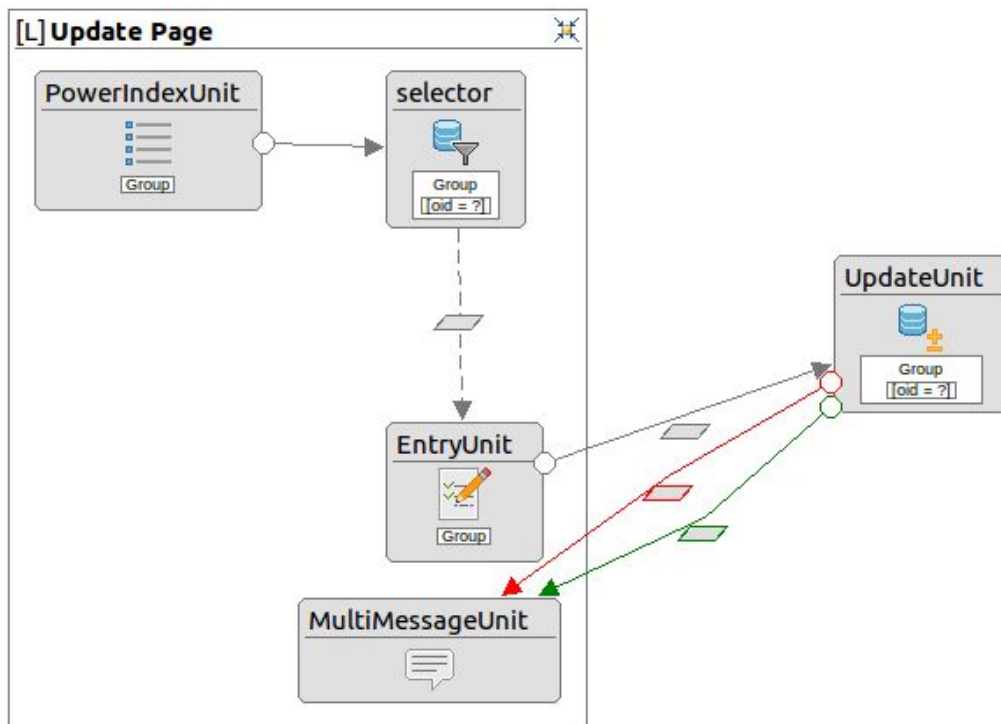 [L] Update Page
PowerIndexUnit
Group
selector
Group
[oid = ?]
UpdateUnit
Group
[oid = ?]
EntryUnit
Group
MultiMessageUnit